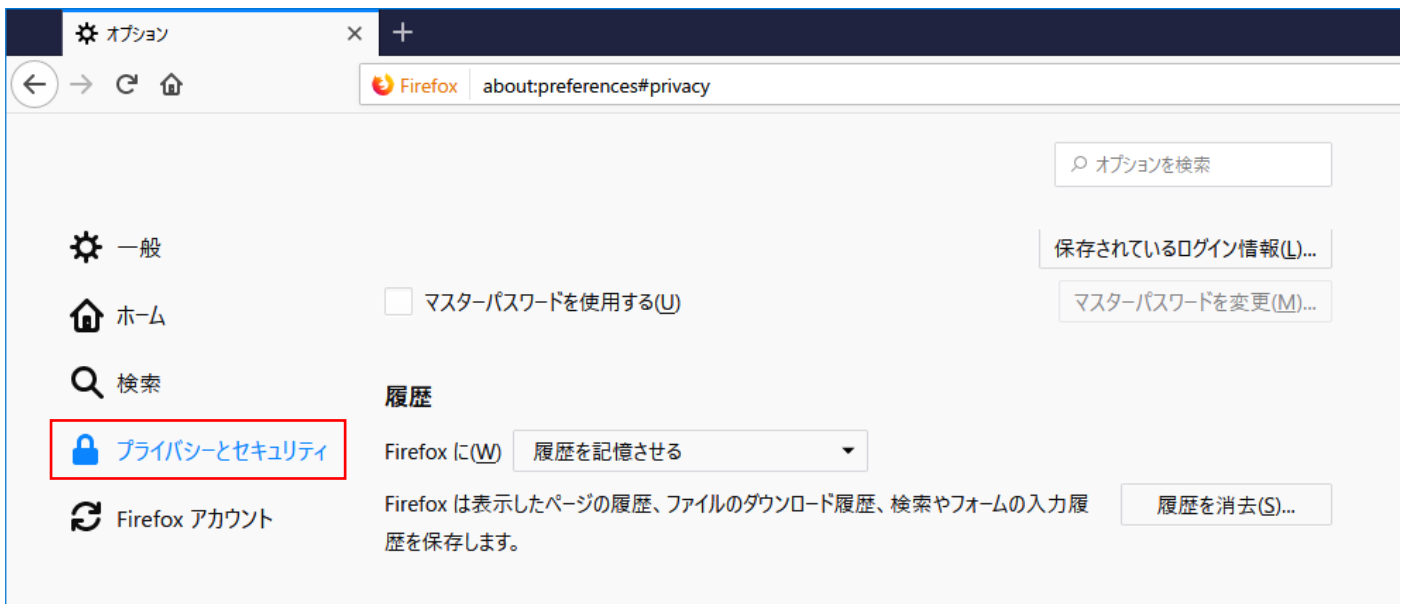 オプション
Firefox about:preferences#privacy
オプションを検索
一般
ホーム
検索
プライバシーとセキュリティ
Firefox アカウント
保存されているログイン情報(L)...
マスターパスワードを使用する(U)
マスターパスワードを変更(M)...
履歴
Firefox に(W) 履歴を記憶させる
Firefox は表示したページの履歴、ファイルのダウンロード履歴、検索やフォームの入力履
歴を保存します。
履歴を消去(S)...